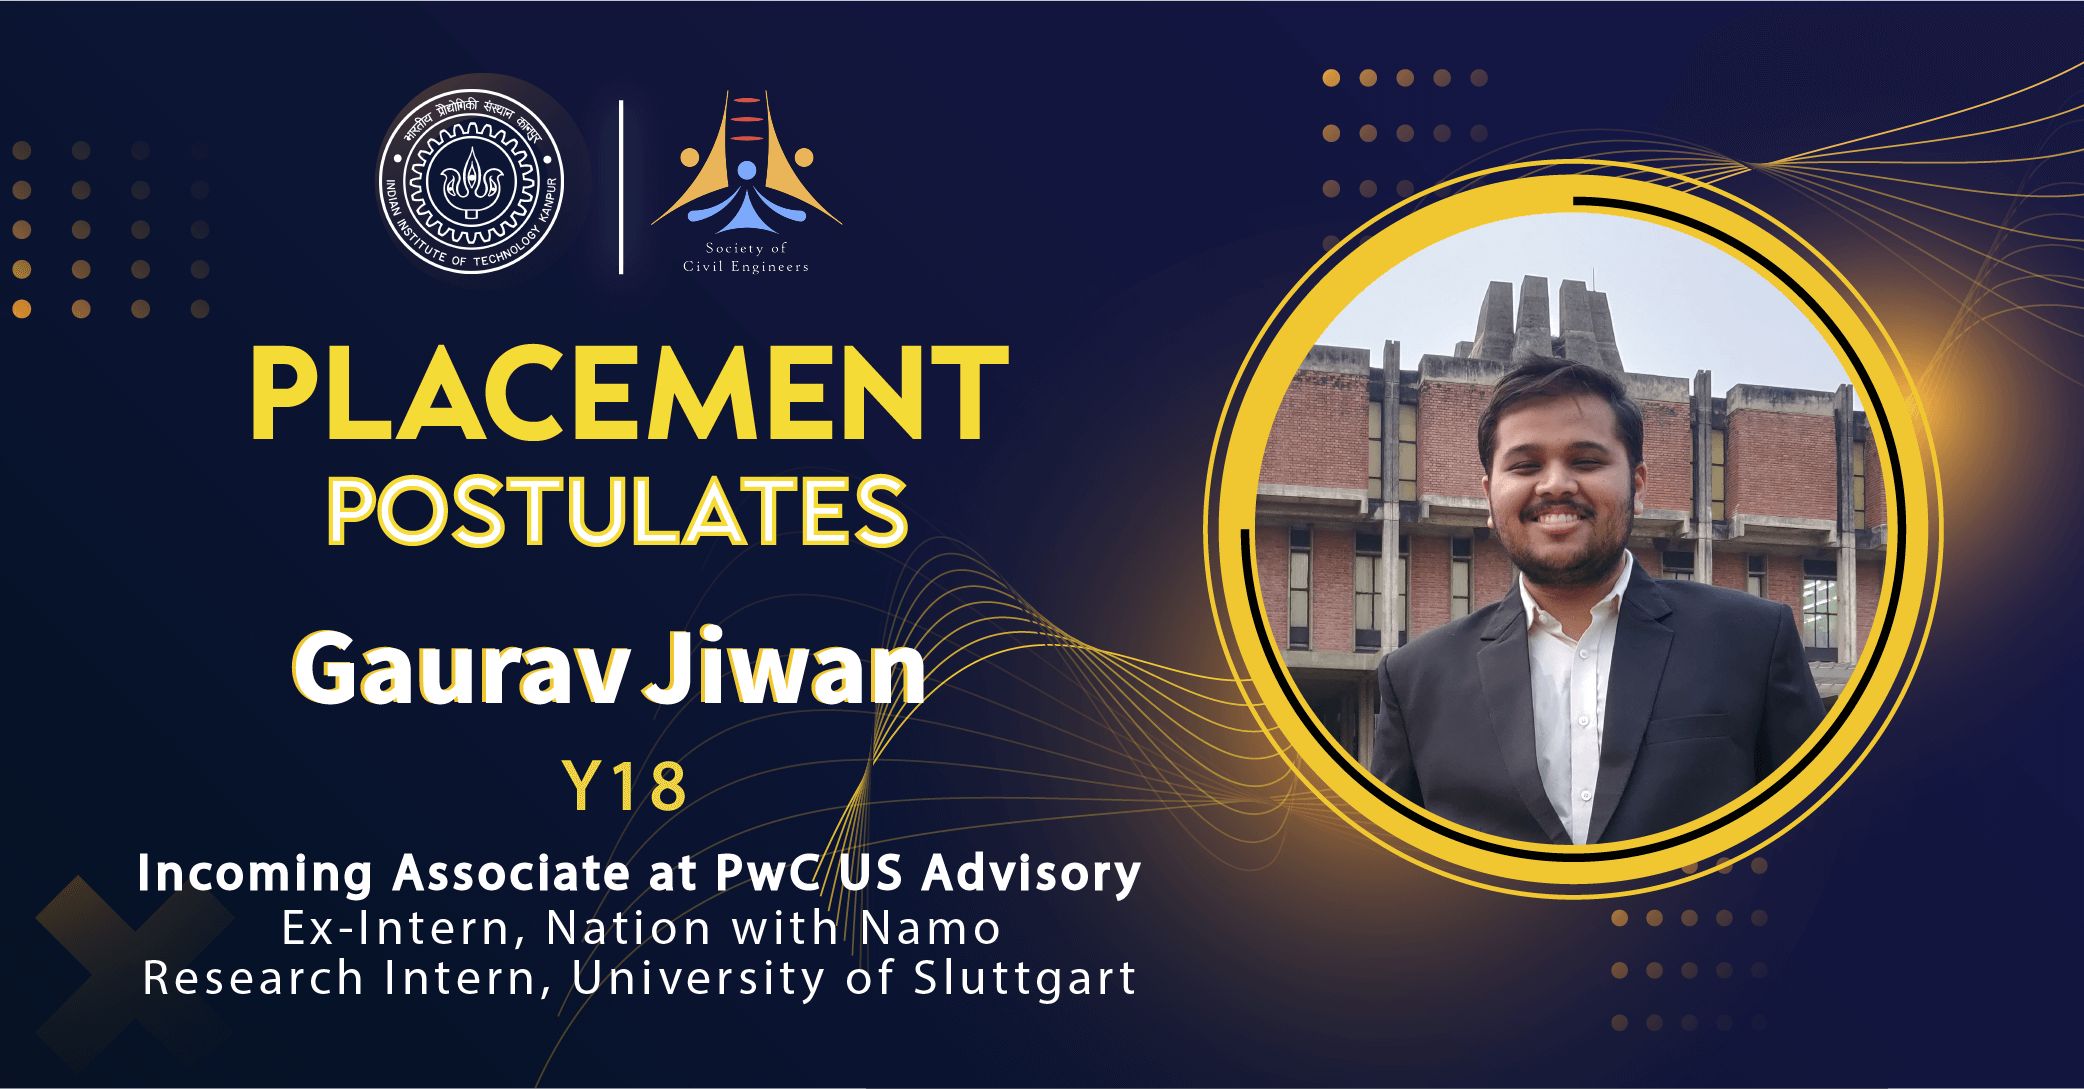 भारतीय प्रौद्योगिकी संस्थान कानपुर
INDIAN INSTITUTE OF TECHNOLOGY KANPUR
Society of
Civil Engineers
PLACEMENT
POSTULATES
Gaurav Jiwan
Y18
Incoming Associate at PwC US Advisory
Ex-Intern, Nation with Namo
Research Intern, University of Sluttgart